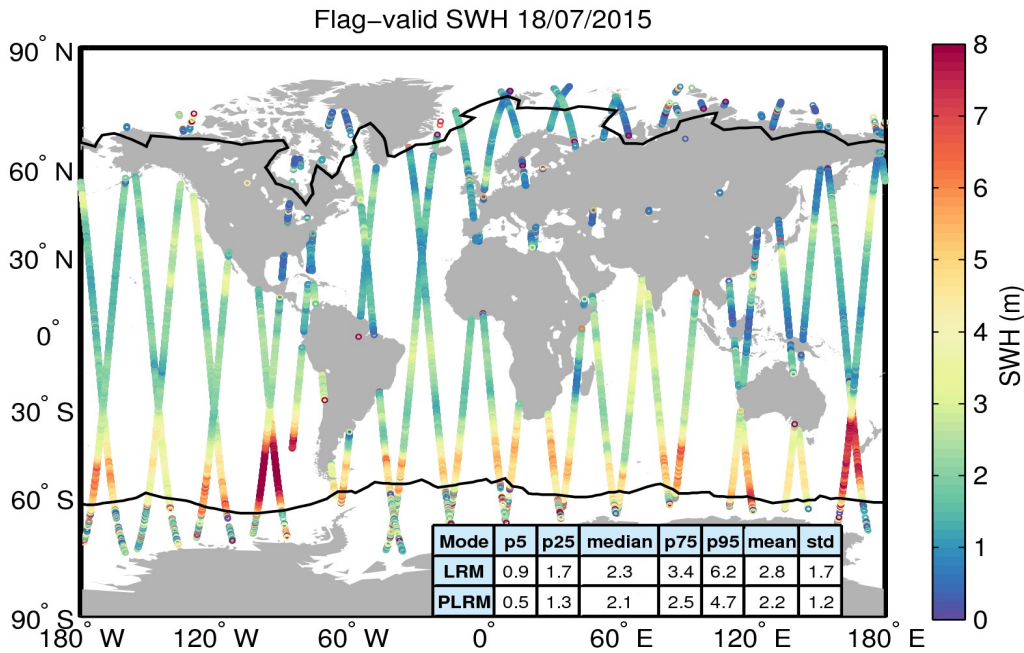 Flag−valid SWH 18/07/2015
90° N
60° N
30° N
0°
30° S
60° S
90° S
180° W 120° W 60° W 0° 60° E 120° E 180° E
Mode p5 p25 median p75 p95 mean std
LRM 0.9 1.7 2.3 3.4 6.2 2.8 1.7
PLRM 0.5 1.3 2.1 2.5 4.7 2.2 1.2
8
7
6
5
4
3
2
1
0
SWH (m)